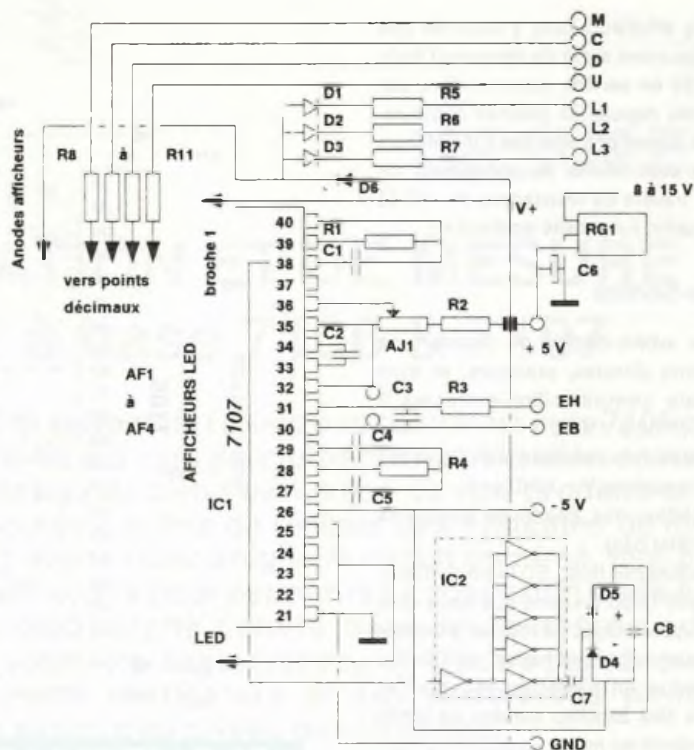 M
C
D
U
D1
R5
L1
D2
R6
L2
D3
R7
L3
R8
à
R11
D6
Anodes afficheurs
8 à 15 V
V+
RG1
C6
vers points
décimaux
broche 1
40
39
38
37
36
35
34
33
32
31
30
29
28
27
26
25
24
23
22
21
R1
C1
R2
AJ1
+ 5 V
C2
AF1
à
AF4
AFFICHEURS LED
7107
IC1
C3
R3
EH
EB
C4
R4
C5
- 5 V
IC2
D5
+
C8
-
D4
C7
LED
GND